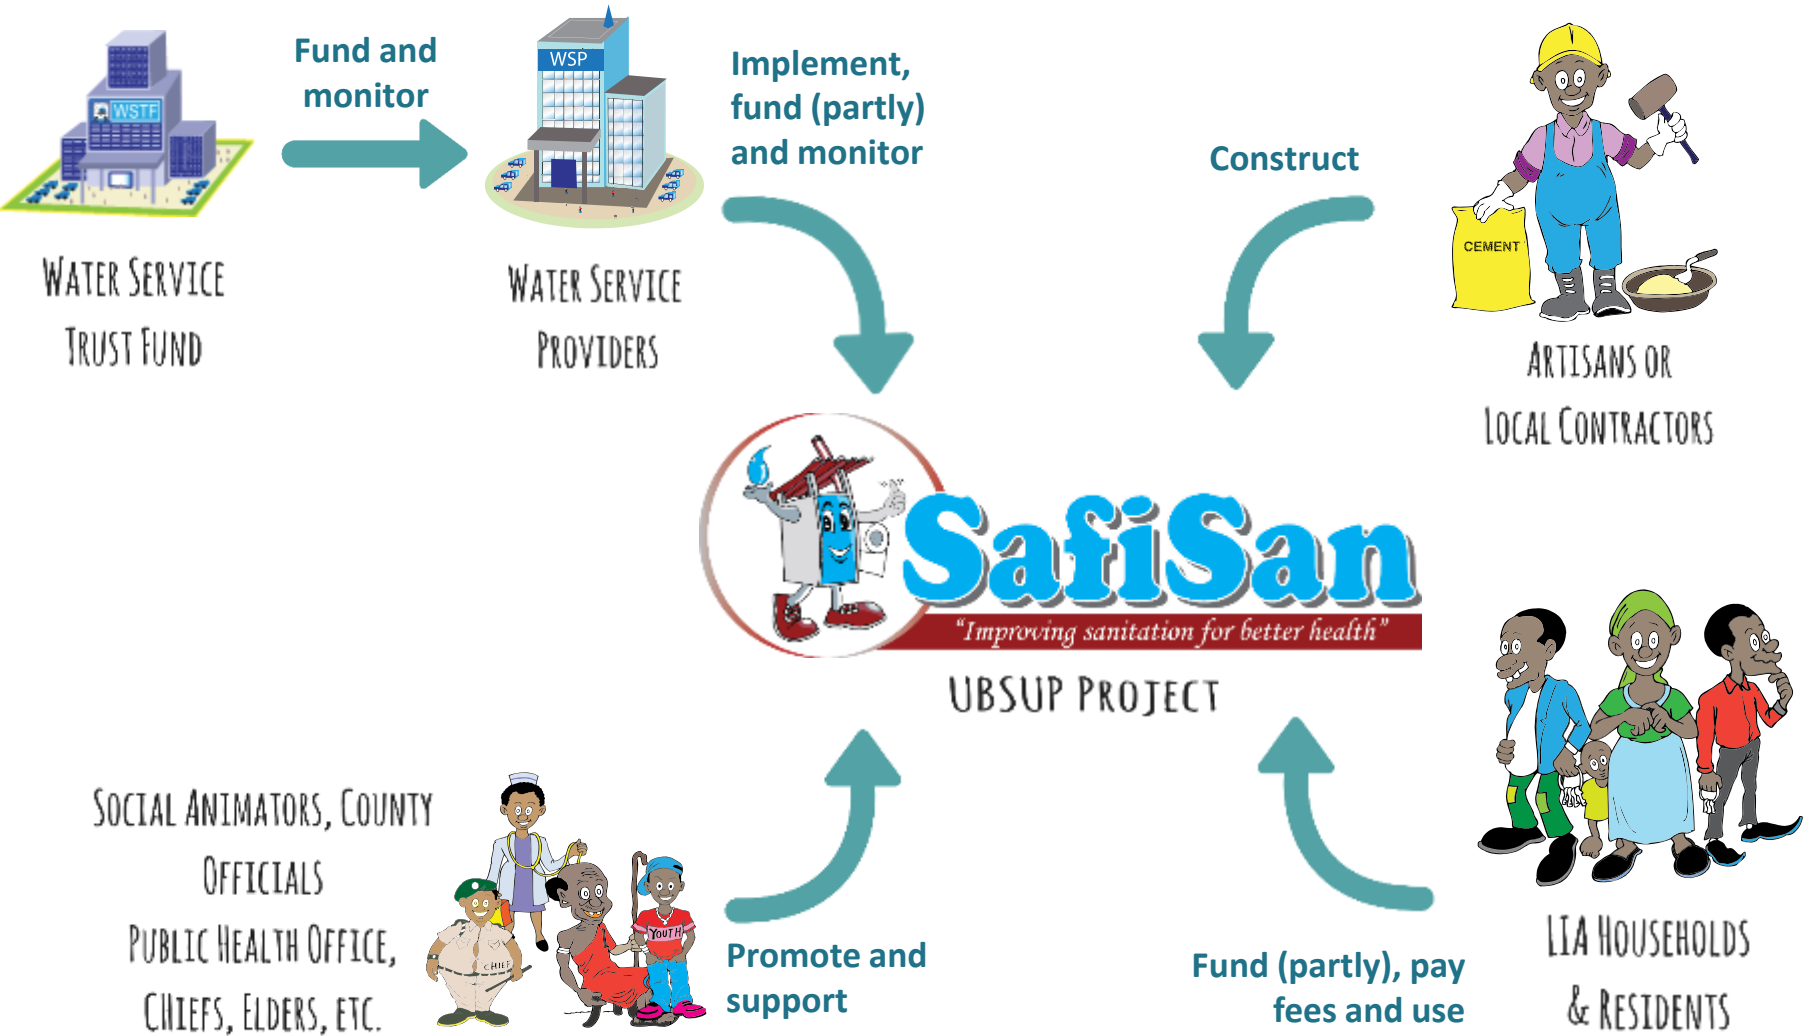 Fund and
monitor
WSTF
WATER SERVICE
TRUST FUND
WSP
WATER SERVICE
PROVIDERS
Implement,
fund (partly)
and monitor
Construct
CEMENT
ARTISANS OR
LOCAL CONTRACTORS
SafiSan
"Improving sanitation for better health"
UBSUP PROJECT
SOCIAL ANIMATORS, COUNTY
OFFICIALS
PUBLIC HEALTH OFFICE,
CHIEFS, ELDERS, ETC.
CHIEF
YOUTH
Promote and
support
Fund (partly), pay
fees and use
LIA HOUSEHOLDS
& RESIDENTS